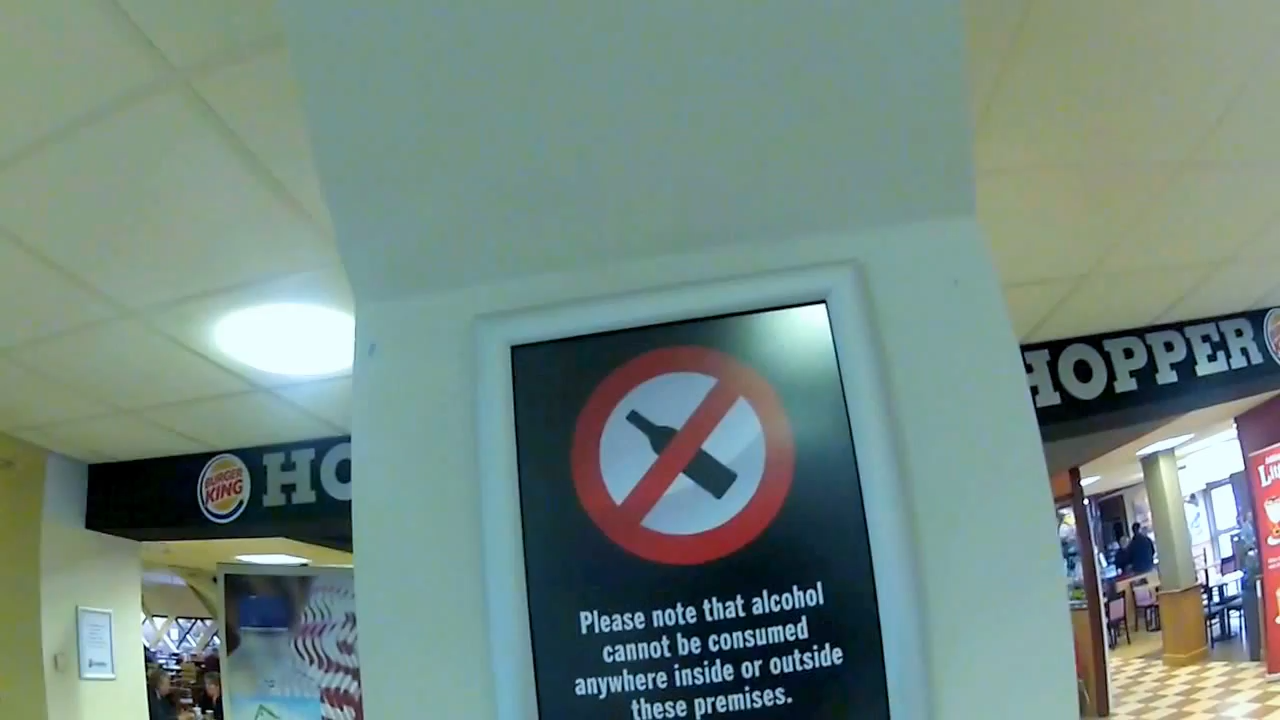 BURGER
KING
HO
HOPPER
Please note that alcohol
cannot be consumed
anywhere inside or outside
these premises.